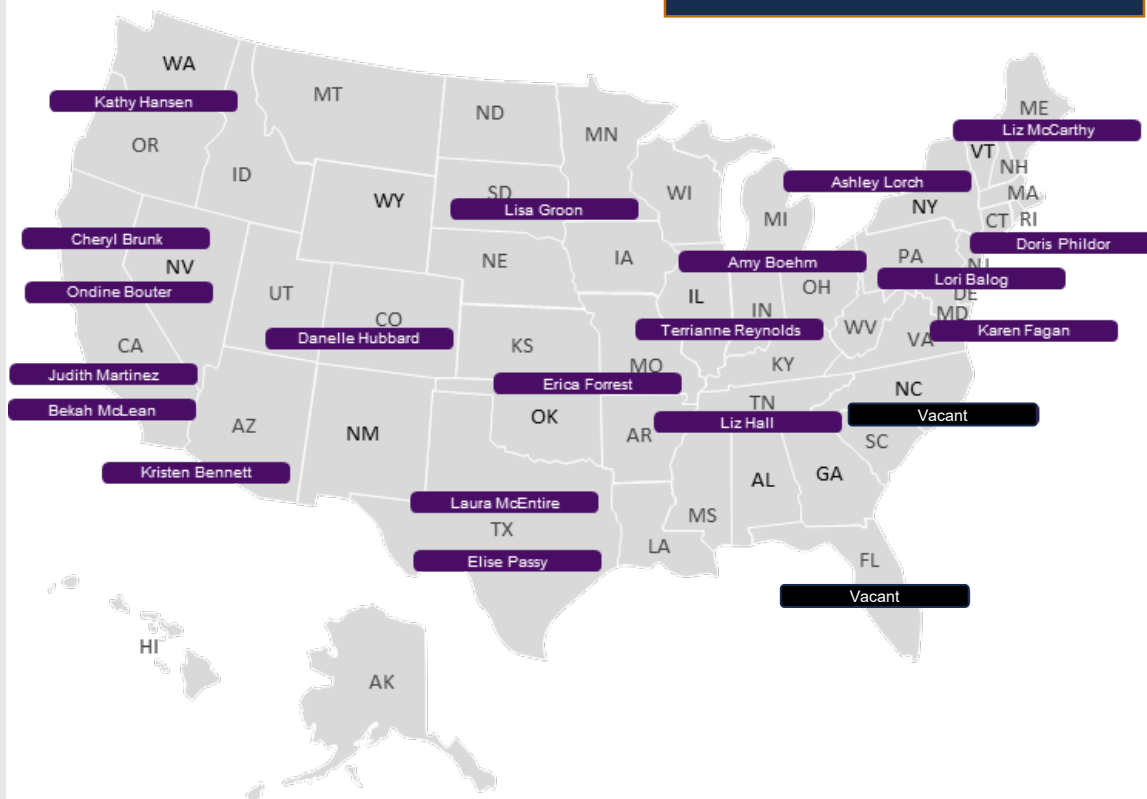 WA
MT
ND
MN
ME
Kathy Hansen
Liz McCarthy
OR
VT
NH
ID
WI
Ashley Lorch
MA
WY
SD
NY
Lisa Groon
MI
CT
RI
Cheryl Brunk
Doris Phildor
NV
NE
IA
Amy Boehm
PA
NJ
Lori Balog
Ondine Bouter
UT
IL
OH
DE
IN
MD
CO
Danelle Hubbard
Terrianne Reynolds
WV
VA
Karen Fagan
CA
KS
MO
KY
Judith Martinez
Erica Forrest
NC
Bekah McLean
OK
TN
Vacant
AZ
NM
AR
Liz Hall
SC
Kristen Bennett
AL
GA
Laura McEntire
MS
TX
LA
Elise Passy
FL
Vacant
HI
AK